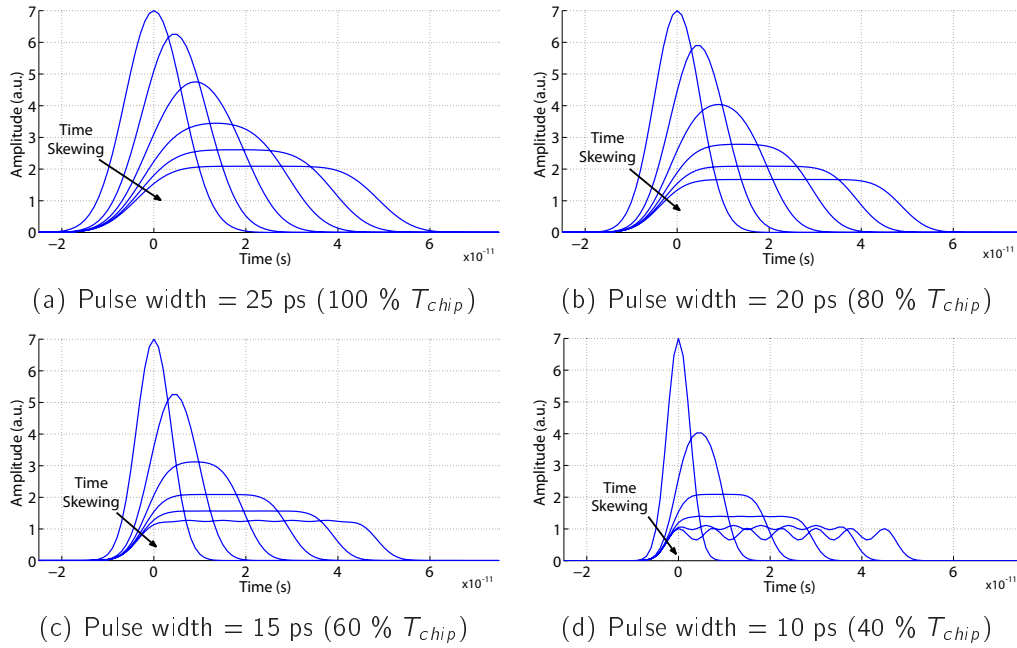 7
6
5
4
3
2
1
0
Amplitude (a.u.)
Time
Skewing
−2 0 2 4 6
x10⁻¹¹
Time (s)
(a) Pulse width = 25 ps (100 % T_chip)
7
6
5
4
3
2
1
0
Amplitude (a.u.)
Time
Skewing
−2 0 2 4 6
x10⁻¹¹
Time (s)
(b) Pulse width = 20 ps (80 % T_chip)
7
6
5
4
3
2
1
0
Amplitude (a.u.)
Time
Skewing
−2 0 2 4 6
x10⁻¹¹
Time (s)
(c) Pulse width = 15 ps (60 % T_chip)
7
6
5
4
3
2
1
0
Amplitude (a.u.)
Time
Skewing
−2 0 2 4 6
x10⁻¹¹
Time (s)
(d) Pulse width = 10 ps (40 % T_chip)